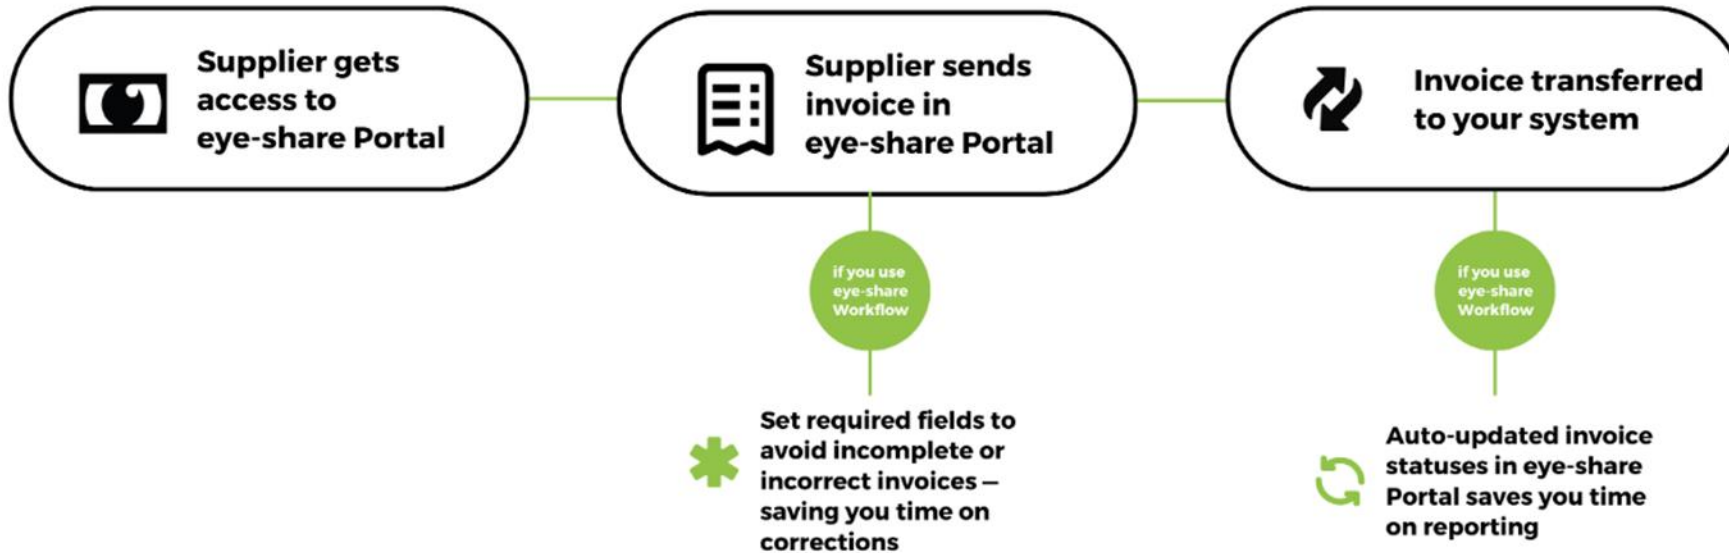 Supplier gets
access to
eye-share Portal
Supplier sends
invoice in
eye-share Portal
Invoice transferred
to your system
if you use
eye-share
Workflow
if you use
eye-share
Workflow
Set required fields to
avoid incomplete or
incorrect invoices –
saving you time on
corrections
Auto-updated invoice
statuses in eye-share
Portal saves you time
on reporting